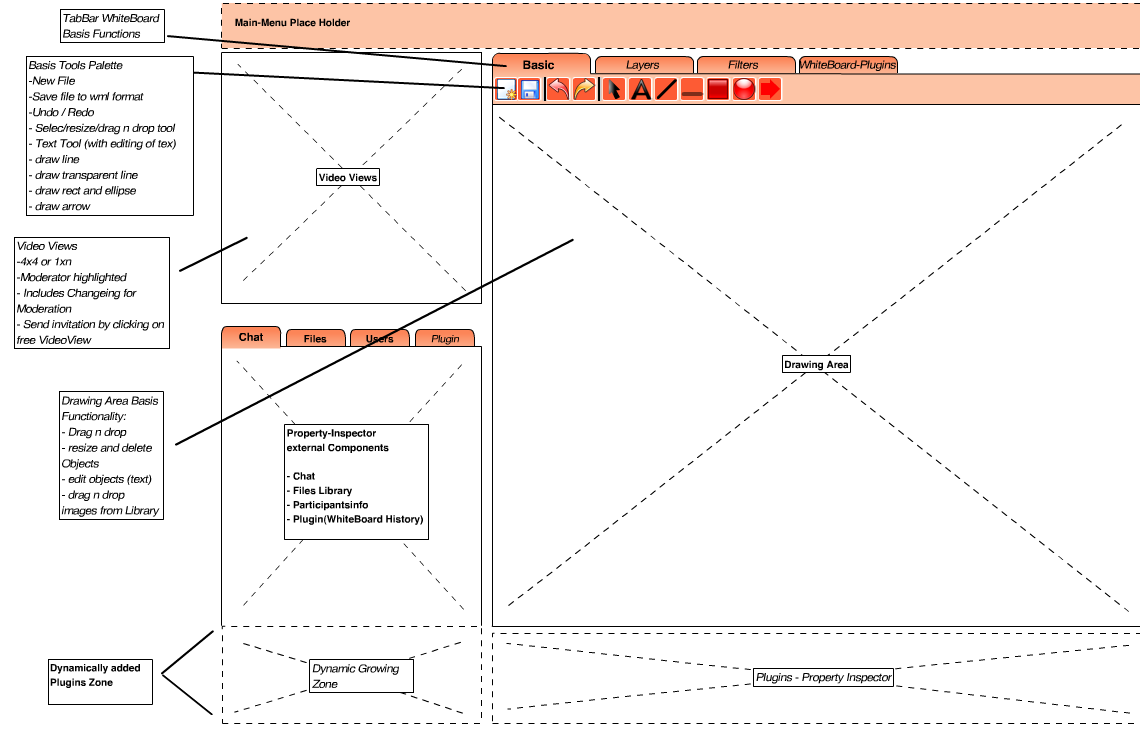 TabBar WhiteBoard
Basis Functions
Main-Menu Place Holder
Basis Tools Palette
-New File
-Save file to wml format
-Undo / Redo
- Selec/resize/drag n drop tool
- Text Tool (with editing of tex)
- draw line
- draw transparent line
- draw rect and ellipse
- draw arrow
Basic
Layers
Filters
WhiteBoard-Plugins
A
Video Views
Video Views
-4x4 or 1xn
-Moderator highlighted
- Includes Changeing for
Moderation
- Send invitation by clicking on
free VideoView
Chat
Files
Users
Plugin
Drawing Area
Drawing Area Basis
Functionality:
- Drag n drop
- resize and delete
Objects
- edit objects (text)
- drag n drop
images from Library
Property-Inspector
external Components
- Chat
- Files Library
- Participantsinfo
- Plugin(WhiteBoard History)
Dynamically added
Plugins Zone
Dynamic Growing
Zone
Plugins - Property Inspector